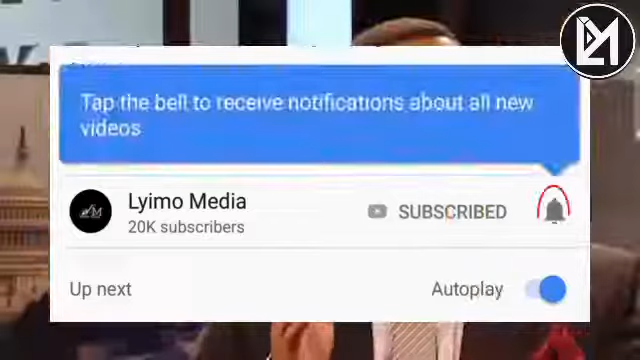 Tap the bell to receive notifications about all new
videos
Lyimo Media
SUBSCRIBED
20K subscribers
Up next
Autoplay